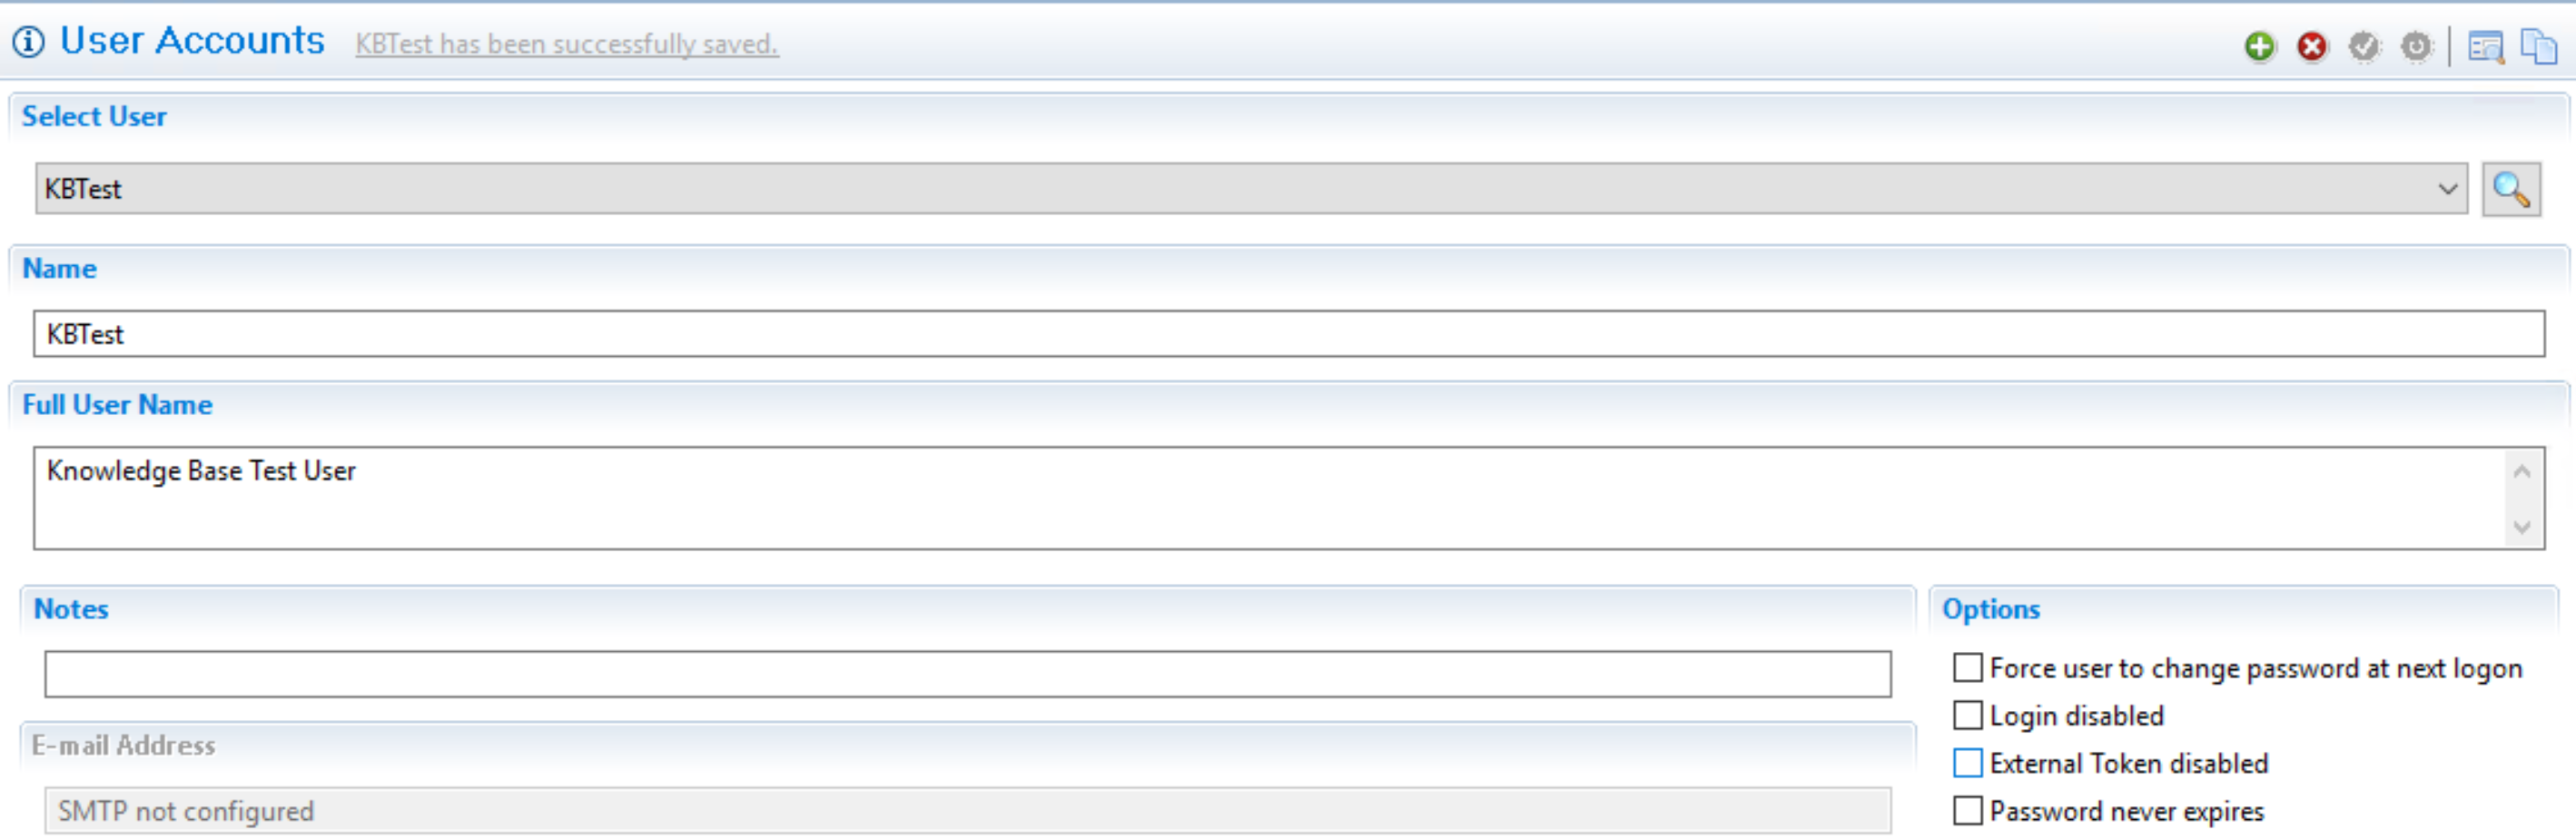 User Accounts KBTest has been successfully saved.
Select User
KBTest
Name
KBTest
Full User Name
Knowledge Base Test User
Notes
Options
Force user to change password at next logon
Login disabled
E-mail Address
External Token disabled
SMTP not configured
Password never expires